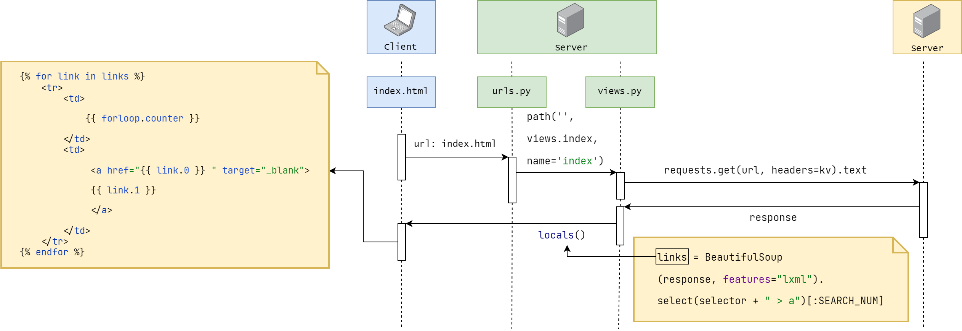 Client
Server
Server
index.html
urls.py
views.py
{% for link in links %}
<tr>
<td>
{{ forloop.counter }}
</td>
<td>
<a href="{{ link.0 }} " target="_blank">
{{ link.1 }}
</a>
</td>
</tr>
{% endfor %}
url: index.html
path('',
views.index,
name='index')
requests.get(url, headers=kv).text
response
locals()
links = BeautifulSoup
(response, features="lxml").
select(selector + " > a")[:SEARCH_NUM]